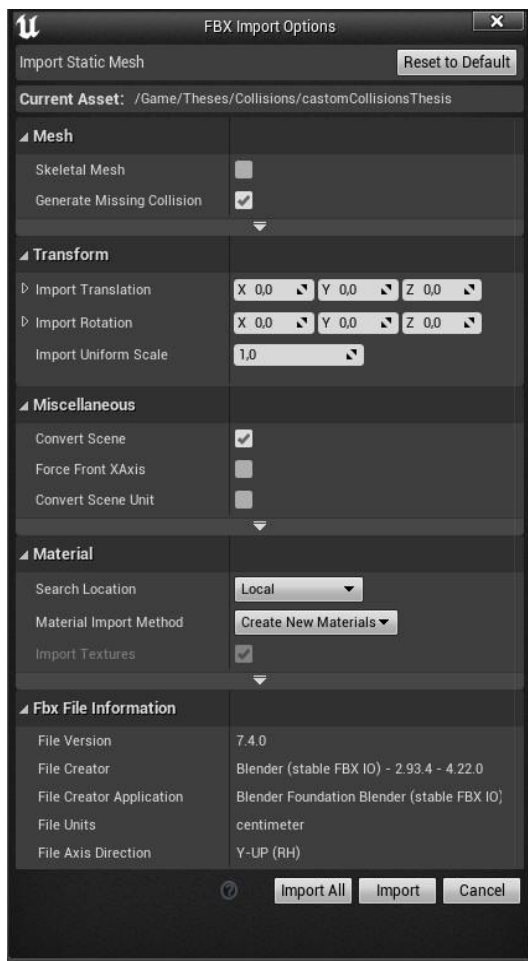 FBX Import Options
Import Static Mesh Reset to Default
Current Asset: /Game/Theses/Collisions/castomCollisionsThesis
Mesh
Skeletal Mesh
Generate Missing Collision
Transform
Import Translation X 0,0 Y 0,0 Z 0,0
Import Rotation X 0,0 Y 0,0 Z 0,0
Import Uniform Scale 1,0
Miscellaneous
Convert Scene
Force Front XAxis
Convert Scene Unit
Material
Search Location Local
Material Import Method Create New Materials
Import Textures
Fbx File Information
File Version 7.4.0
File Creator Blender (stable FBX IO) - 2.93.4 - 4.22.0
File Creator Application Blender Foundation Blender (stable FBX IO)
File Units centimeter
File Axis Direction Y-UP (RH)
Import All Import Cancel